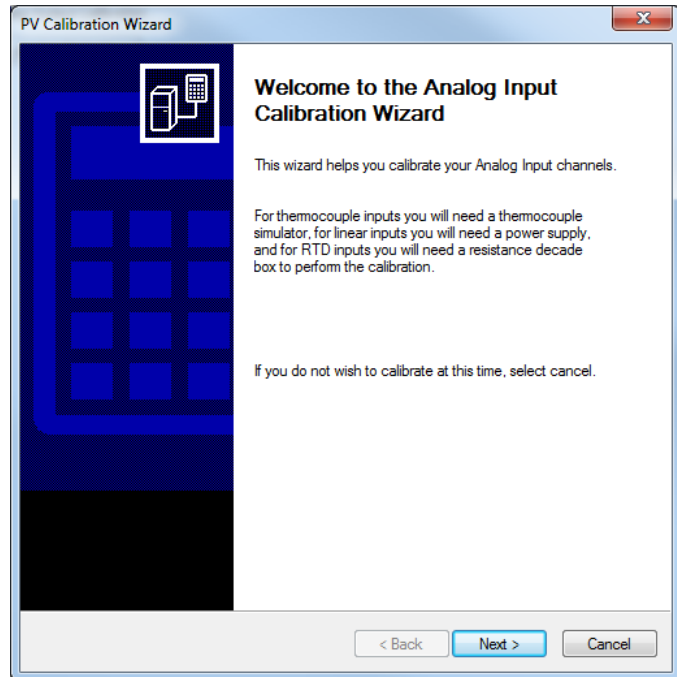 PV Calibration Wizard
Welcome to the Analog Input
Calibration Wizard
This wizard helps you calibrate your Analog Input channels.
For thermocouple inputs you will need a thermocouple
simulator, for linear inputs you will need a power supply,
and for RTD inputs you will need a resistance decade
box to perform the calibration.
If you do not wish to calibrate at this time, select cancel.
< Back Next > Cancel